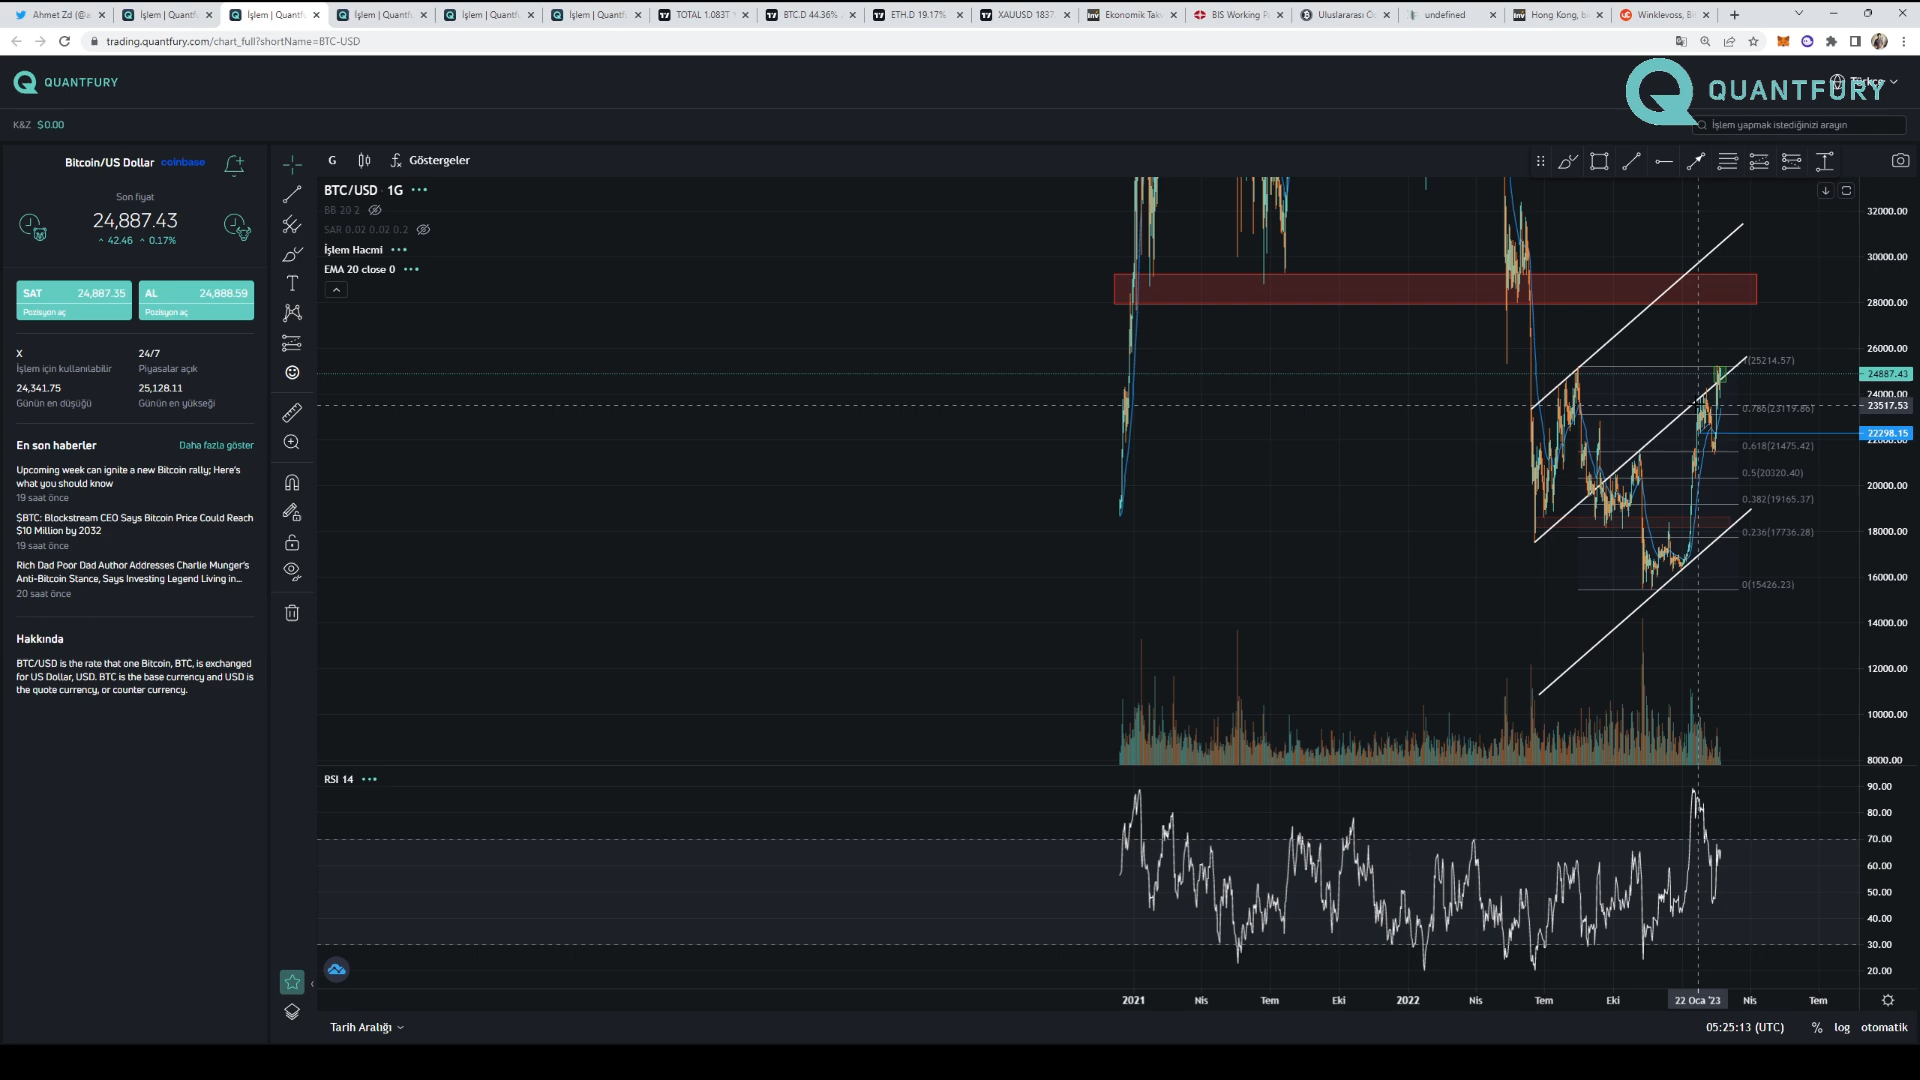 Ahmet Zd (@a
İşlem | Quantfu
İşlem | Quantfu
İşlem | Quantfu
İşlem | Quantfu
İşlem | Quantfu
TOTAL 1.083T
BTC.D 44.36%
ETH.D 19.17%
XAUUSD 1837
Ekonomik Tak
BIS Working P
Uluslararası Ö
undefined
Hong Kong, b
Winklevoss, Bi
trading.quantfury.com/chart_full?shortName=BTC-USD
QUANTFURY
QUANTFURY
Türkçe
K&Z $0.00
İşlem yapmak istediğinizi arayın
Bitcoin/US Dollar coinbase
Son fiyat
24,887.43
42.46 0.17%
SAT 24,887.35
Pozisyon aç
AL 24,888.59
Pozisyon aç
X
İşlem için kullanılabilir
24/7
Piyasalar açık
24,341.75
Günün en düşüğü
25,128.11
Günün en yükseği
En son haberler
Daha fazla göster
Upcoming week can ignite a new Bitcoin rally; Here's
what you should know
19 saat önce
$BTC: Blockstream CEO Says Bitcoin Price Could Reach
$10 Million by 2032
19 saat önce
Rich Dad Poor Dad Author Addresses Charlie Munger's
Anti-Bitcoin Stance, Says Investing Legend Living in...
20 saat önce
Hakkında
BTC/USD is the rate that one Bitcoin, BTC, is exchanged
for US Dollar, USD. BTC is the base currency and USD is
the quote currency, or counter currency.
G
Göstergeler
BTC/USD · 1G
BB 20 2
SAR 0.02 0.02 0.2
İşlem Hacmi
EMA 20 close 0
32000.00
30000.00
28000.00
26000.00
24887.43
24000.00
23517.53
22298.15
20000.00
18000.00
16000.00
14000.00
12000.00
10000.00
8000.00
(25214.57)
0.786(23119.86)
0.618(21475.42)
0.5(20320.40)
0.382(19165.37)
0.236(17736.28)
0(15426.23)
RSI 14
90.00
80.00
70.00
60.00
50.00
40.00
30.00
20.00
2021
Nis
Tem
Eki
2022
Nis
Tem
Eki
22 Oca '23
Nis
Tem
Tarih Aralığı
05:25:13 (UTC)
%
log
otomatik